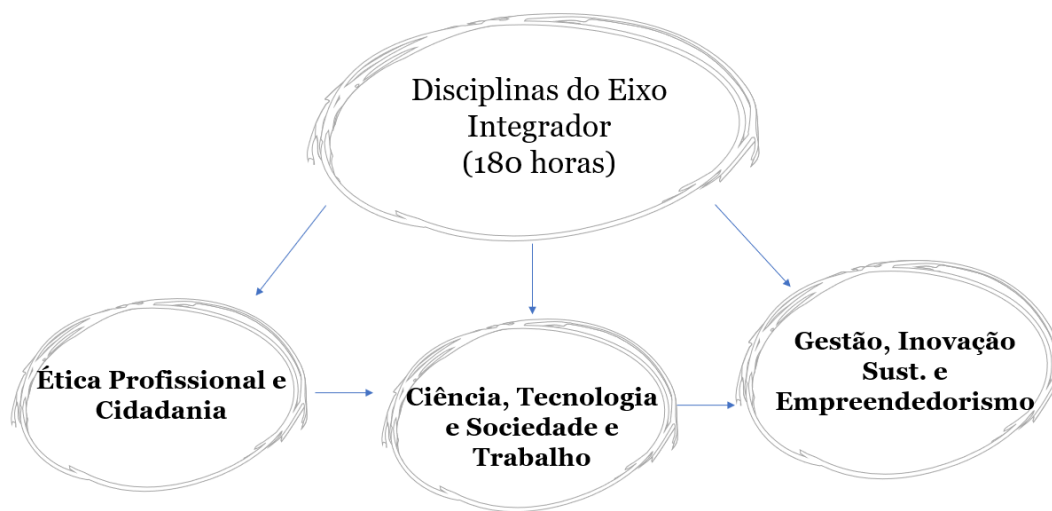 Disciplinas do Eixo
Integrador
(180 horas)
Ética Profissional e
Cidadania
Ciência, Tecnologia
e Sociedade e
Trabalho
Gestão, Inovação
Sust. e
Empreendedorismo